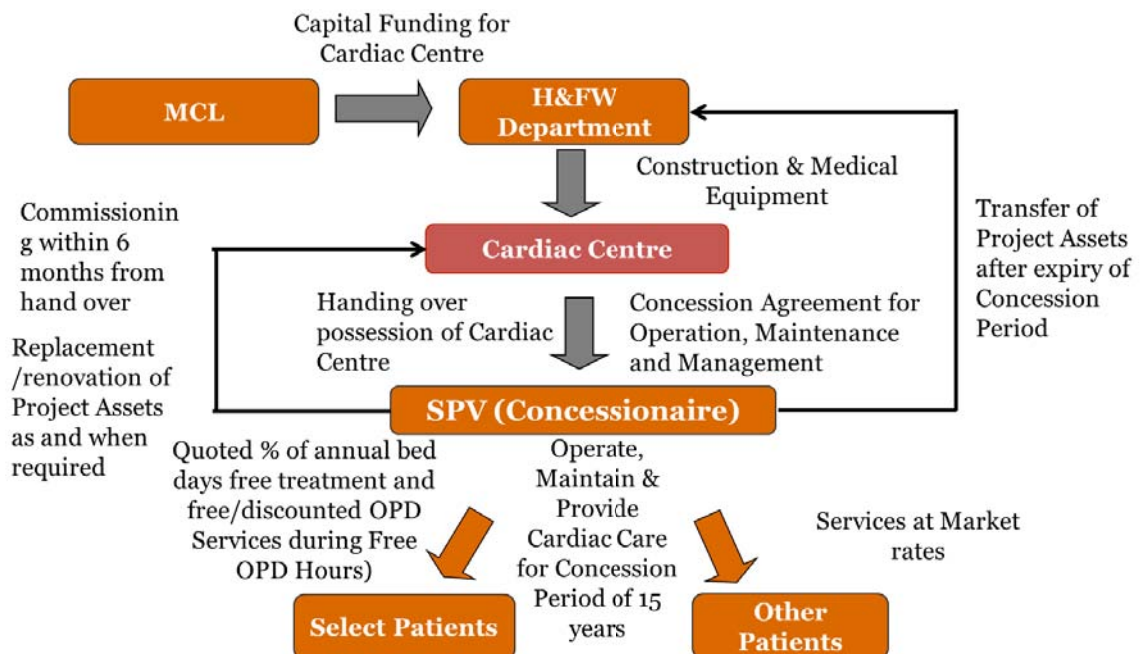 Capital Funding for
Cardiac Centre
MCL
H&FW
Department
Construction & Medical
Equipment
Commissionin
g within 6
months from
hand over
Transfer of
Project Assets
after expiry of
Concession
Period
Cardiac Centre
Handing over
possession of Cardiac
Centre
Concession Agreement for
Operation, Maintenance
and Management
Replacement
/renovation of
Project Assets
as and when
required
SPV (Concessionaire)
Quoted % of annual bed
days free treatment and
free/discounted OPD
Services during Free
OPD Hours)
Operate,
Maintain &
Provide
Cardiac Care
for Concession
Period of 15
years
Services at Market
rates
Select Patients
Other
Patients